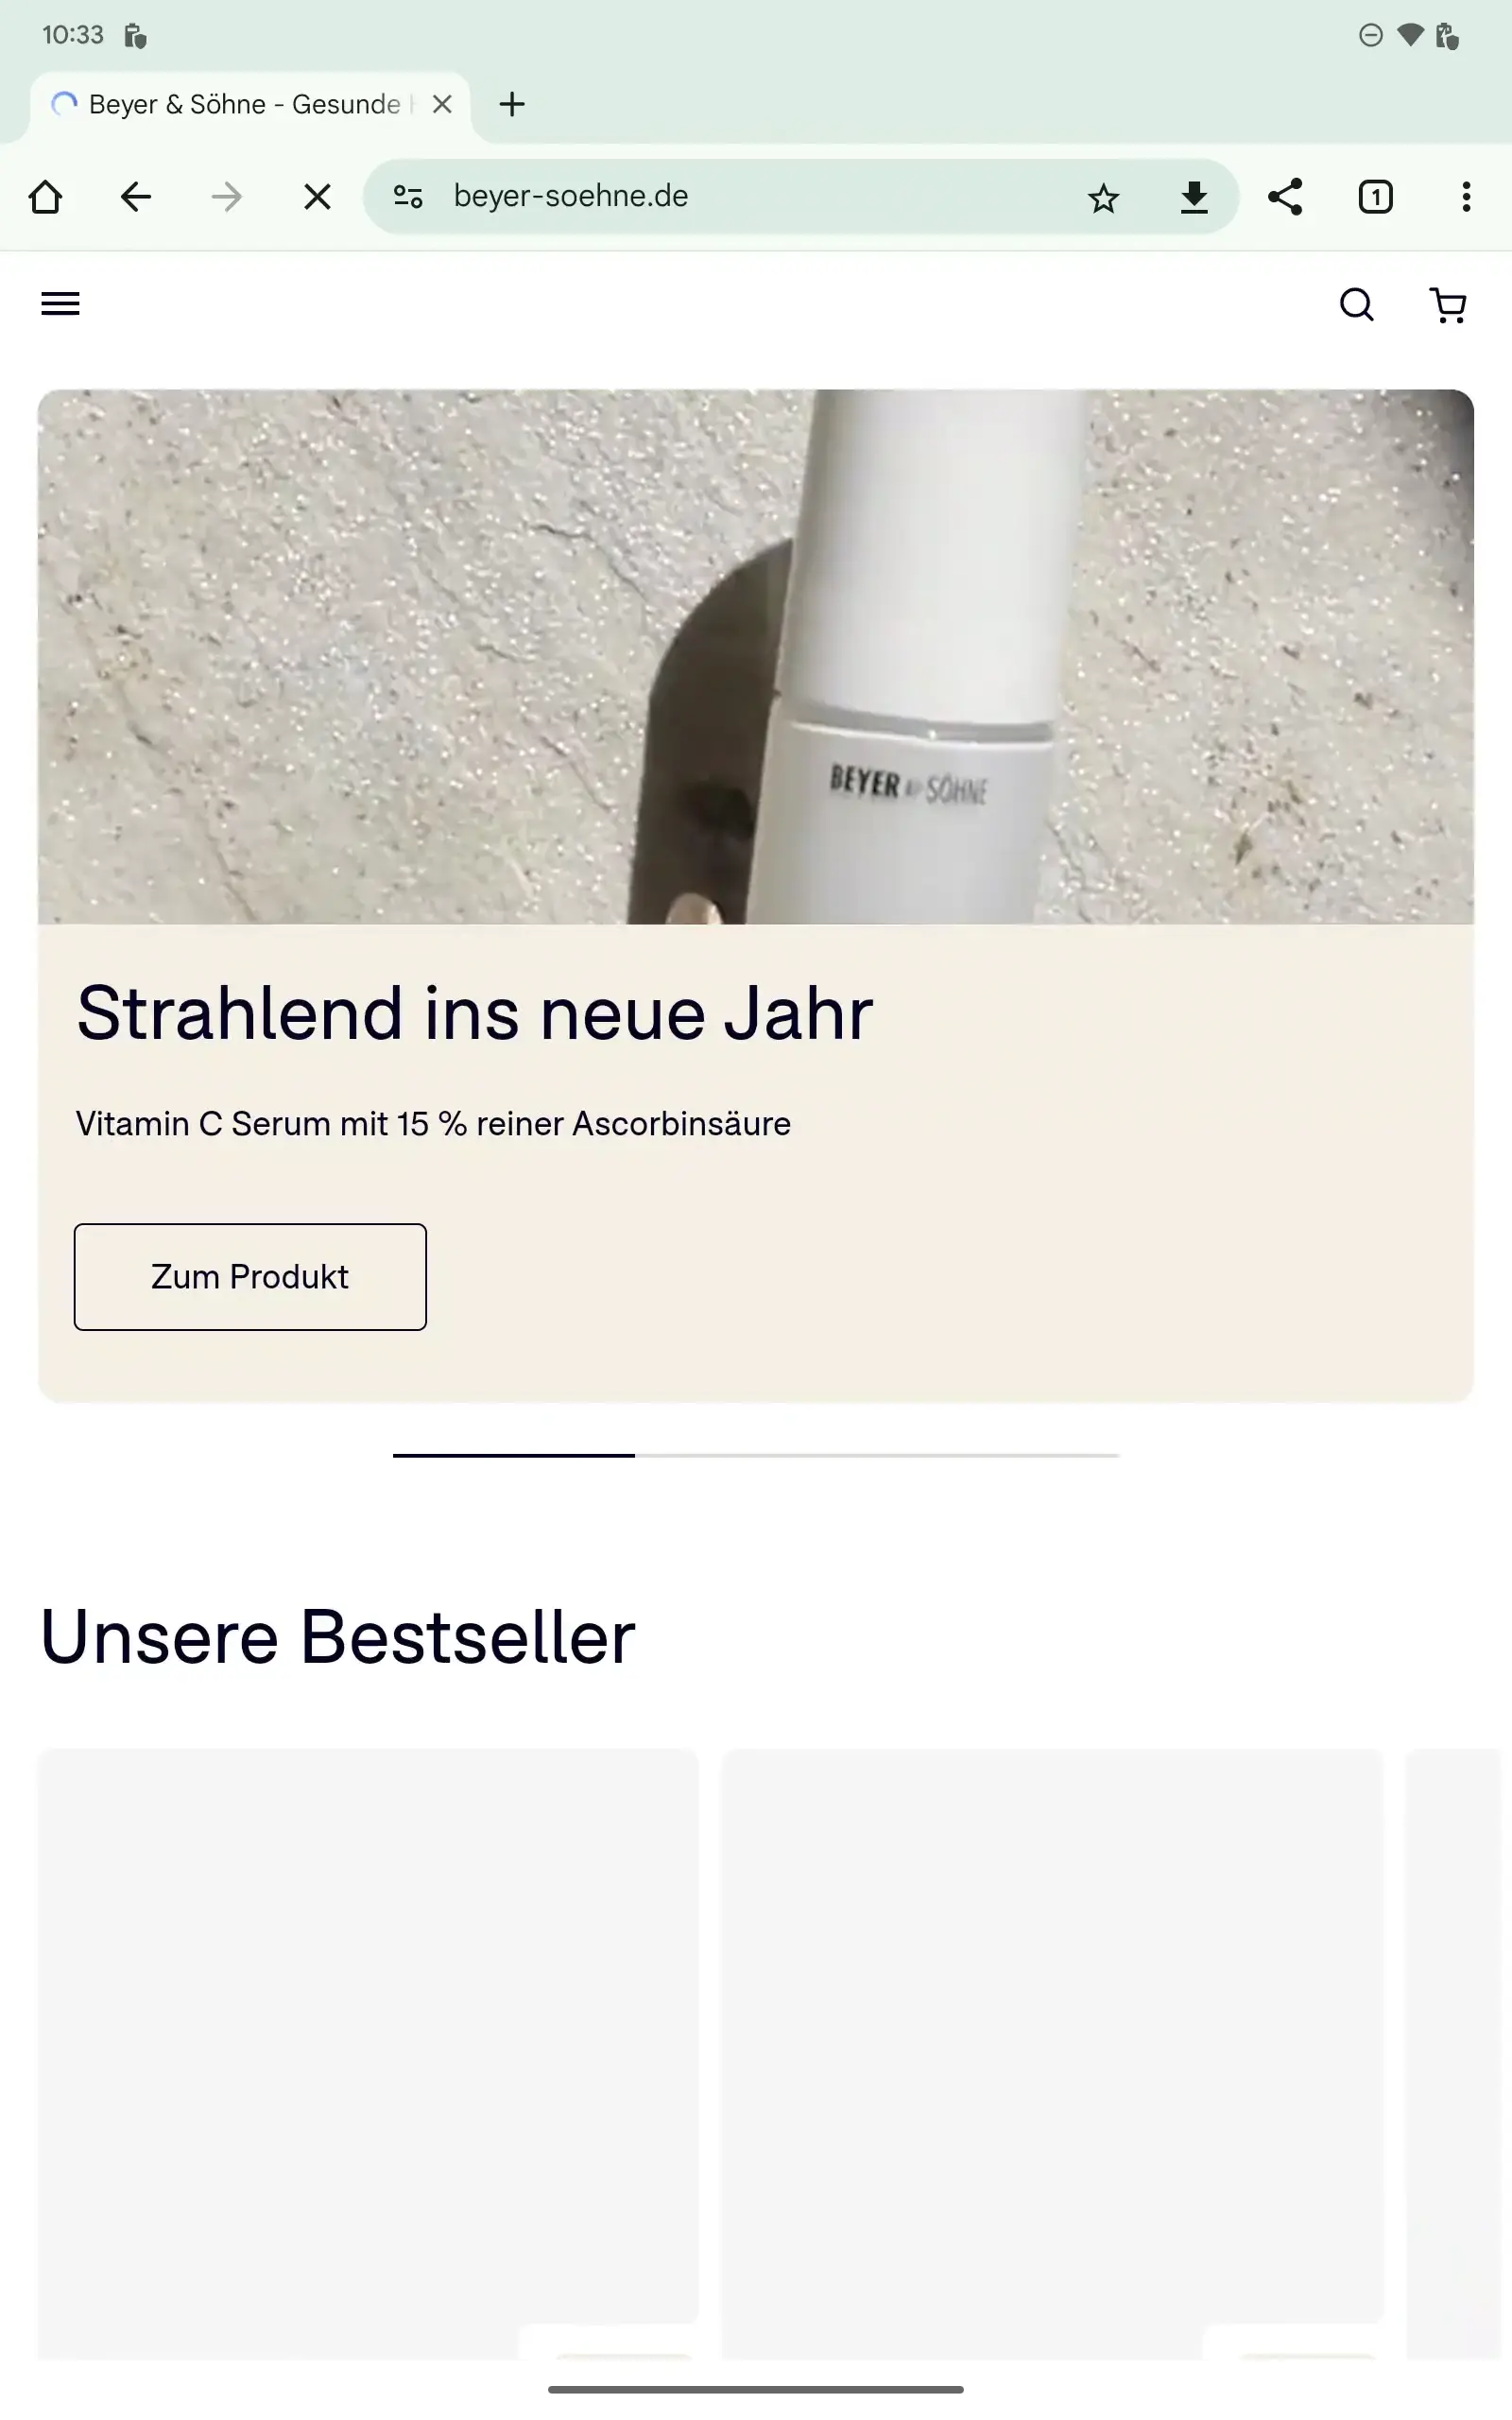 10:33
Beyer & Söhne - Gesunde
beyer-soehne.de
1
BEYER & SÖHNE
Strahlend ins neue Jahr
Vitamin C Serum mit 15 % reiner Ascorbinsäure
Zum Produkt
Unsere Bestseller